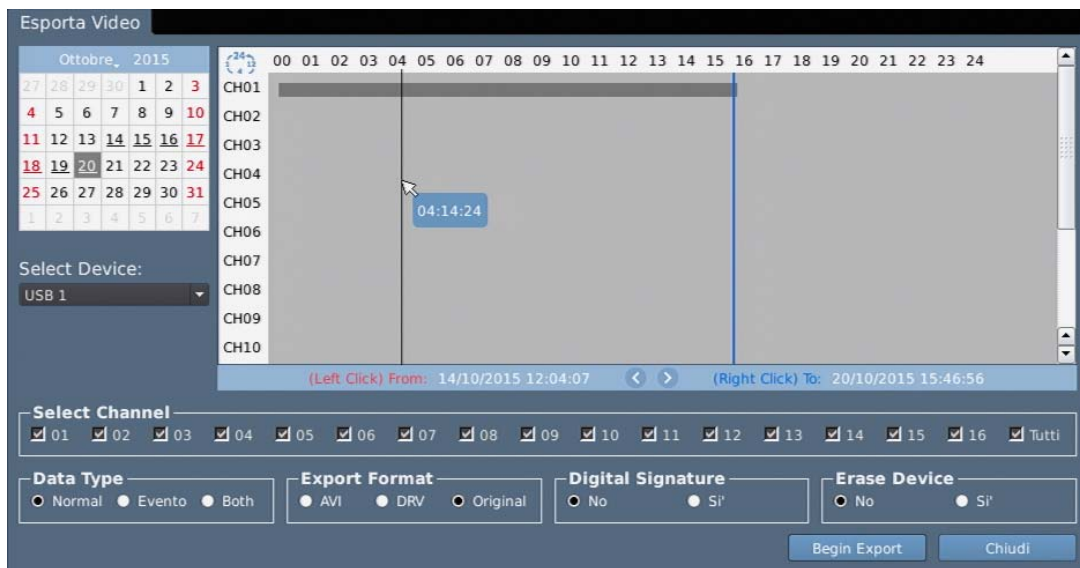 Esporta Video
Ottobre 2015
27 28 29 30 1 2 3
4 5 6 7 8 9 10
11 12 13 14 15 16 17
18 19 20 21 22 23 24
25 26 27 28 29 30 31
1 2 3 4 5 6 7
Select Device:
USB 1
00 01 02 03 04 05 06 07 08 09 10 11 12 13 14 15 16 17 18 19 20 21 22 23 24
CH01
CH02
CH03
CH04
CH05
04:14:24
CH06
CH07
CH08
CH09
CH10
(Left Click) From: 14/10/2015 12:04:07 (Right Click) To: 20/10/2015 15:46:56
Select Channel
01 02 03 04 05 06 07 08 09 10 11 12 13 14 15 16 Tutti
Data Type
Normal Evento Both
Export Format
AVI DRV Original
Digital Signature
No Si'
Erase Device
No Si'
Begin Export Chiudi